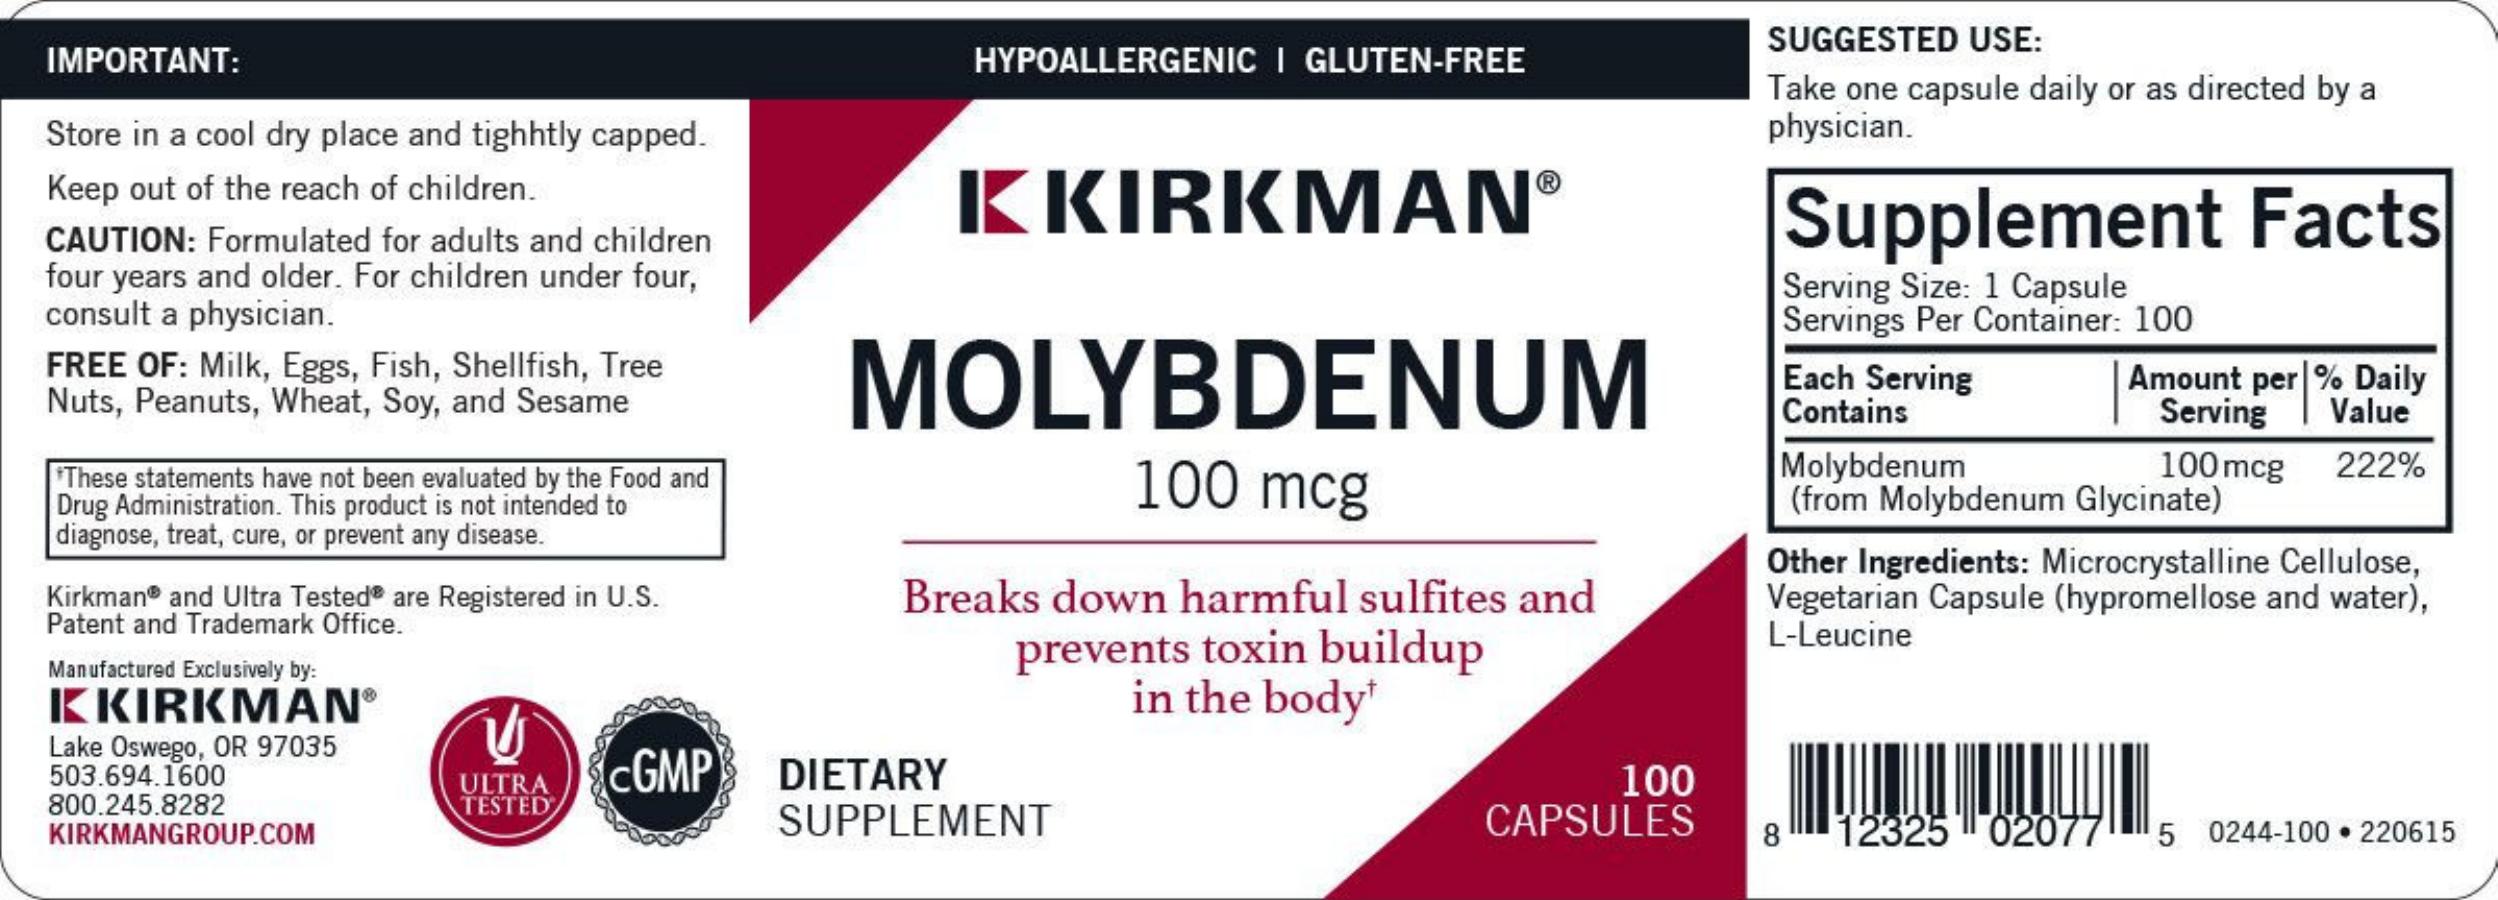 IMPORTANT:
Store in a cool dry place and tighhtly capped.
Keep out of the reach of children.
CAUTION: Formulated for adults and children
four years and older. For children under four,
consult a physician.
FREE OF: Milk, Eggs, Fish, Shellfish, Tree
Nuts, Peanuts, Wheat, Soy, and Sesame
†These statements have not been evaluated by the Food and
Drug Administration. This product is not intended to
diagnose, treat, cure, or prevent any disease.
Kirkman® and Ultra Tested® are Registered in U.S.
Patent and Trademark Office.
Manufactured Exclusively by:
KIRKMAN®
Lake Oswego, OR 97035
503.694.1600
800.245.8282
KIRKMANGROUP.COM
ULTRA
TESTED®
cGMP
HYPOALLERGENIC | GLUTEN-FREE
KIRKMAN®
MOLYBDENUM
100 mcg
Breaks down harmful sulfites and
prevents toxin buildup
in the body†
DIETARY
SUPPLEMENT
100
CAPSULES
SUGGESTED USE:
Take one capsule daily or as directed by a
physician.
Supplement Facts
Serving Size: 1 Capsule
Servings Per Container: 100
Each Serving
Contains
Amount per
Serving
% Daily
Value
Molybdenum 100 mcg 222%
(from Molybdenum Glycinate)
Other Ingredients: Microcrystalline Cellulose,
Vegetarian Capsule (hypromellose and water),
L-Leucine
8 12325 02077 5
0244-100 • 220615